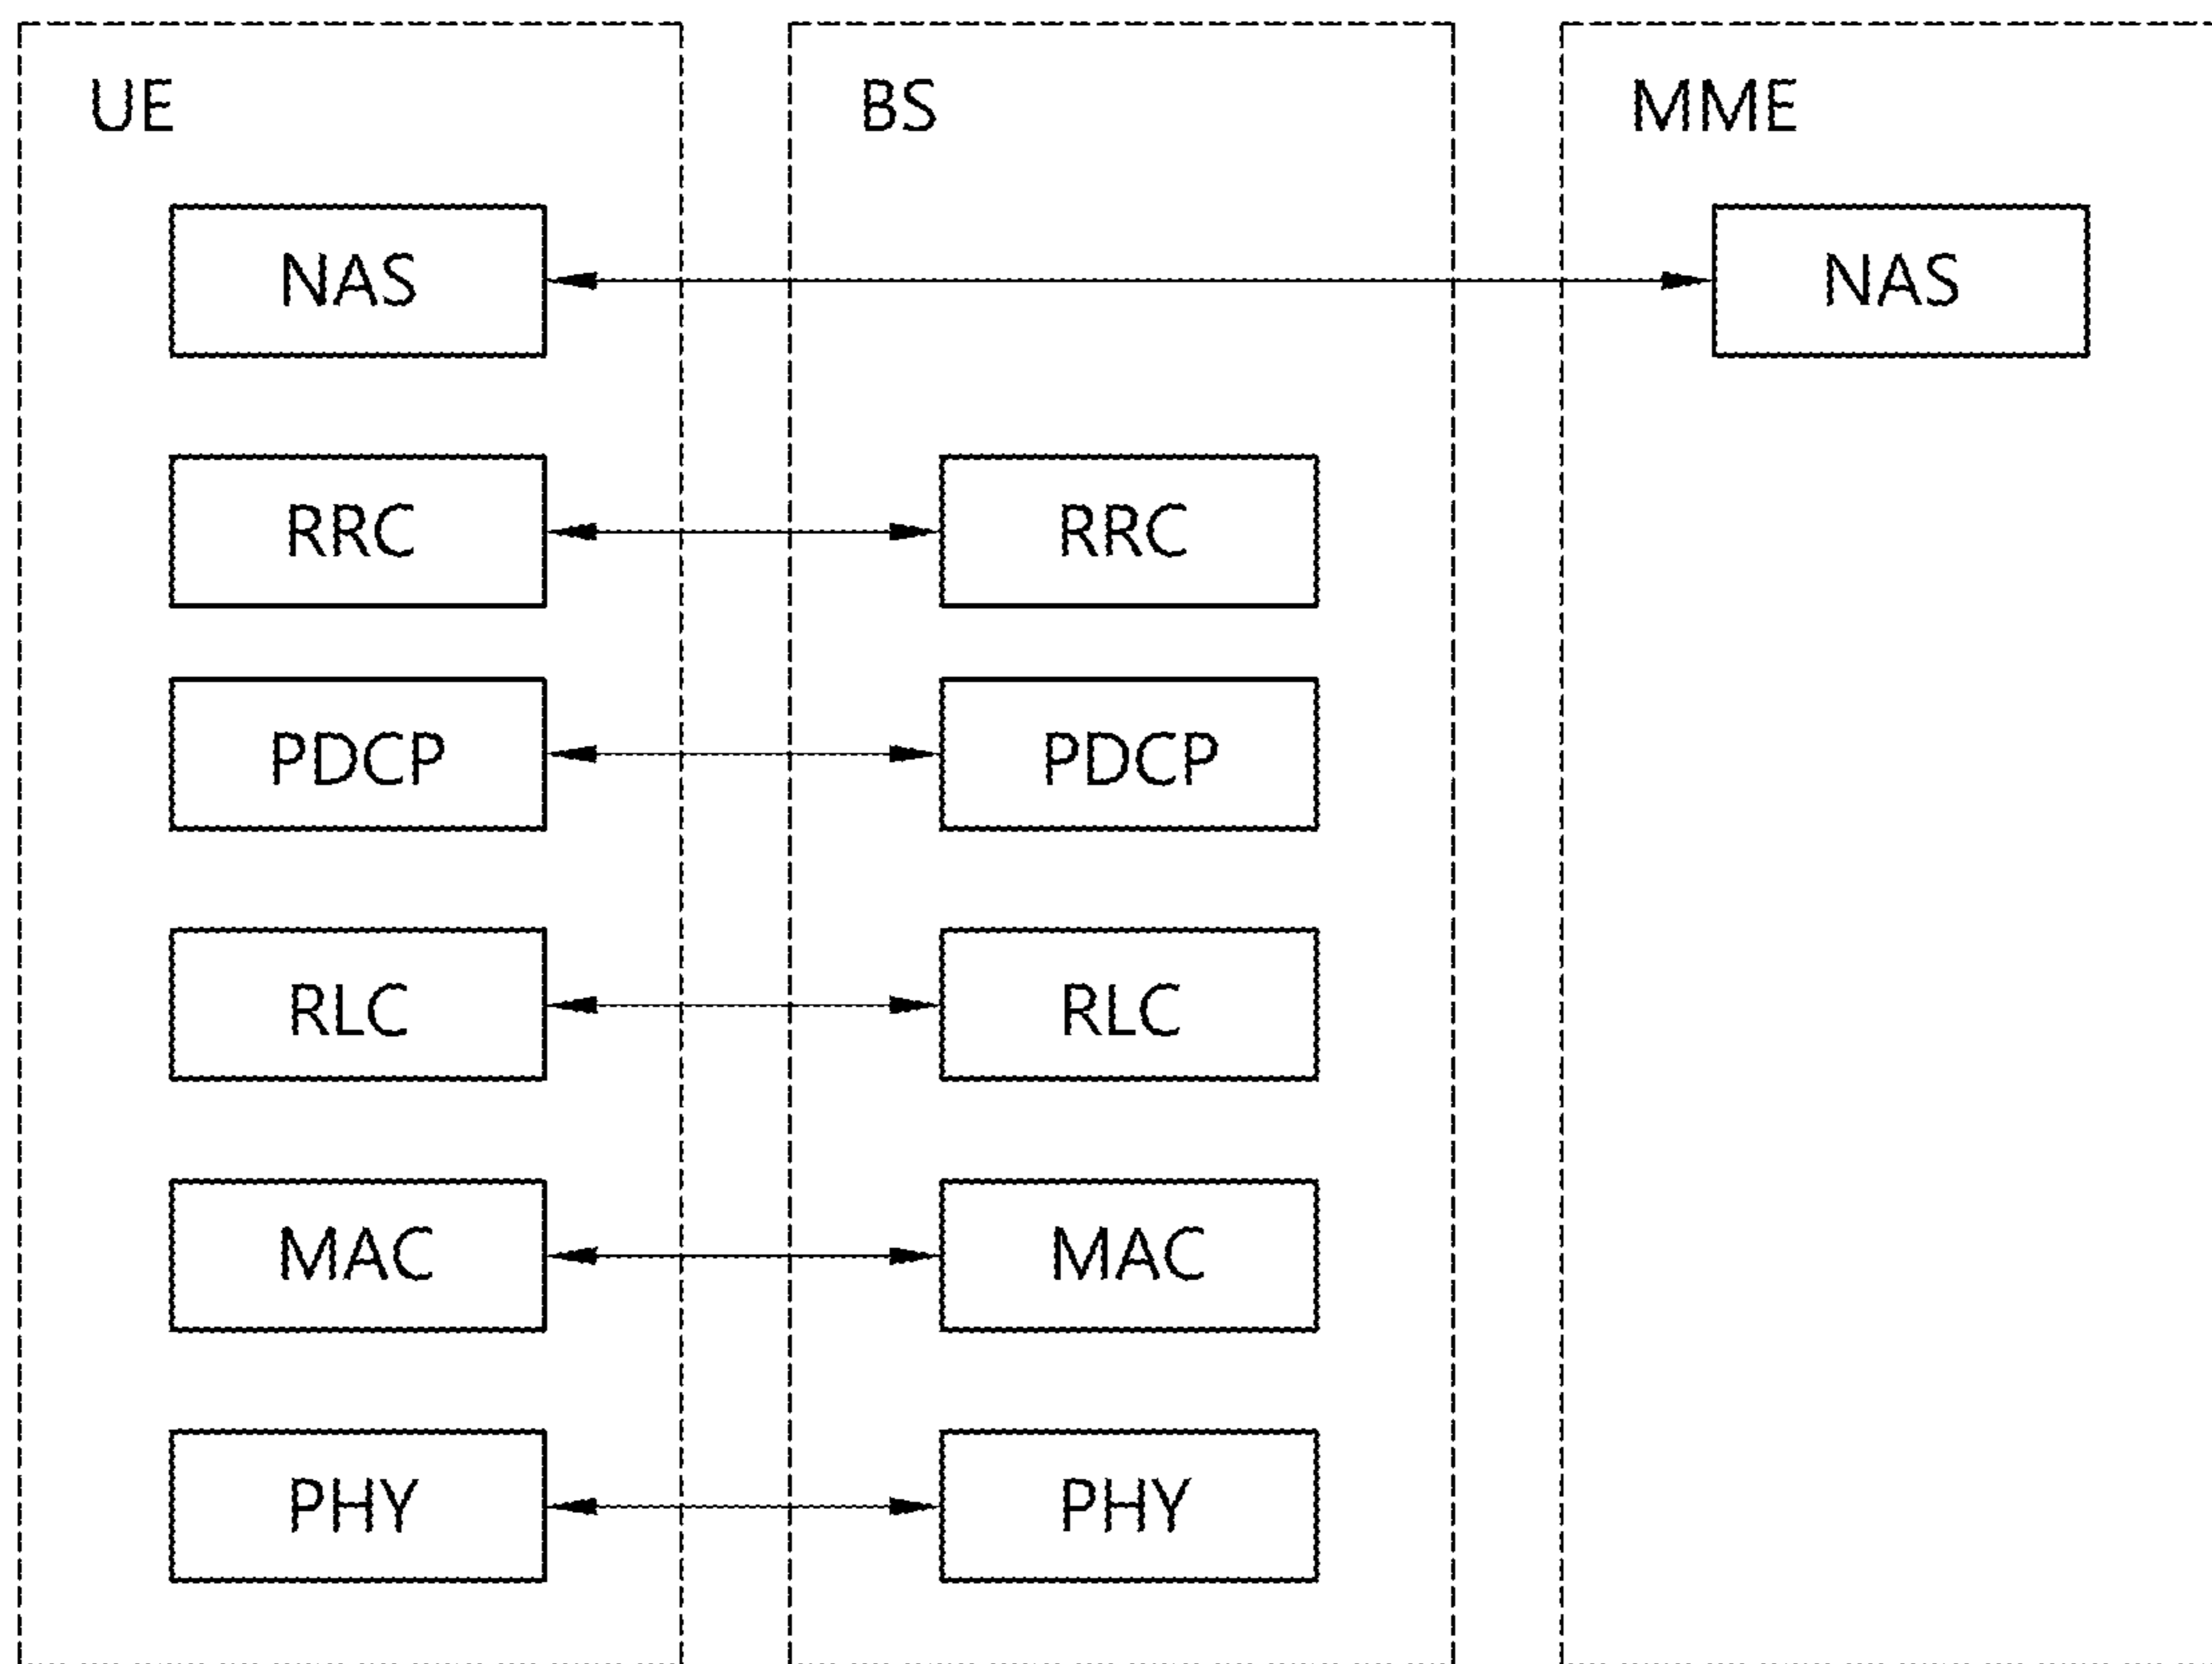 UE BS MME
NAS NAS
RRC RRC
PDCP PDCP
RLC RLC
MAC MAC
PHY PHY